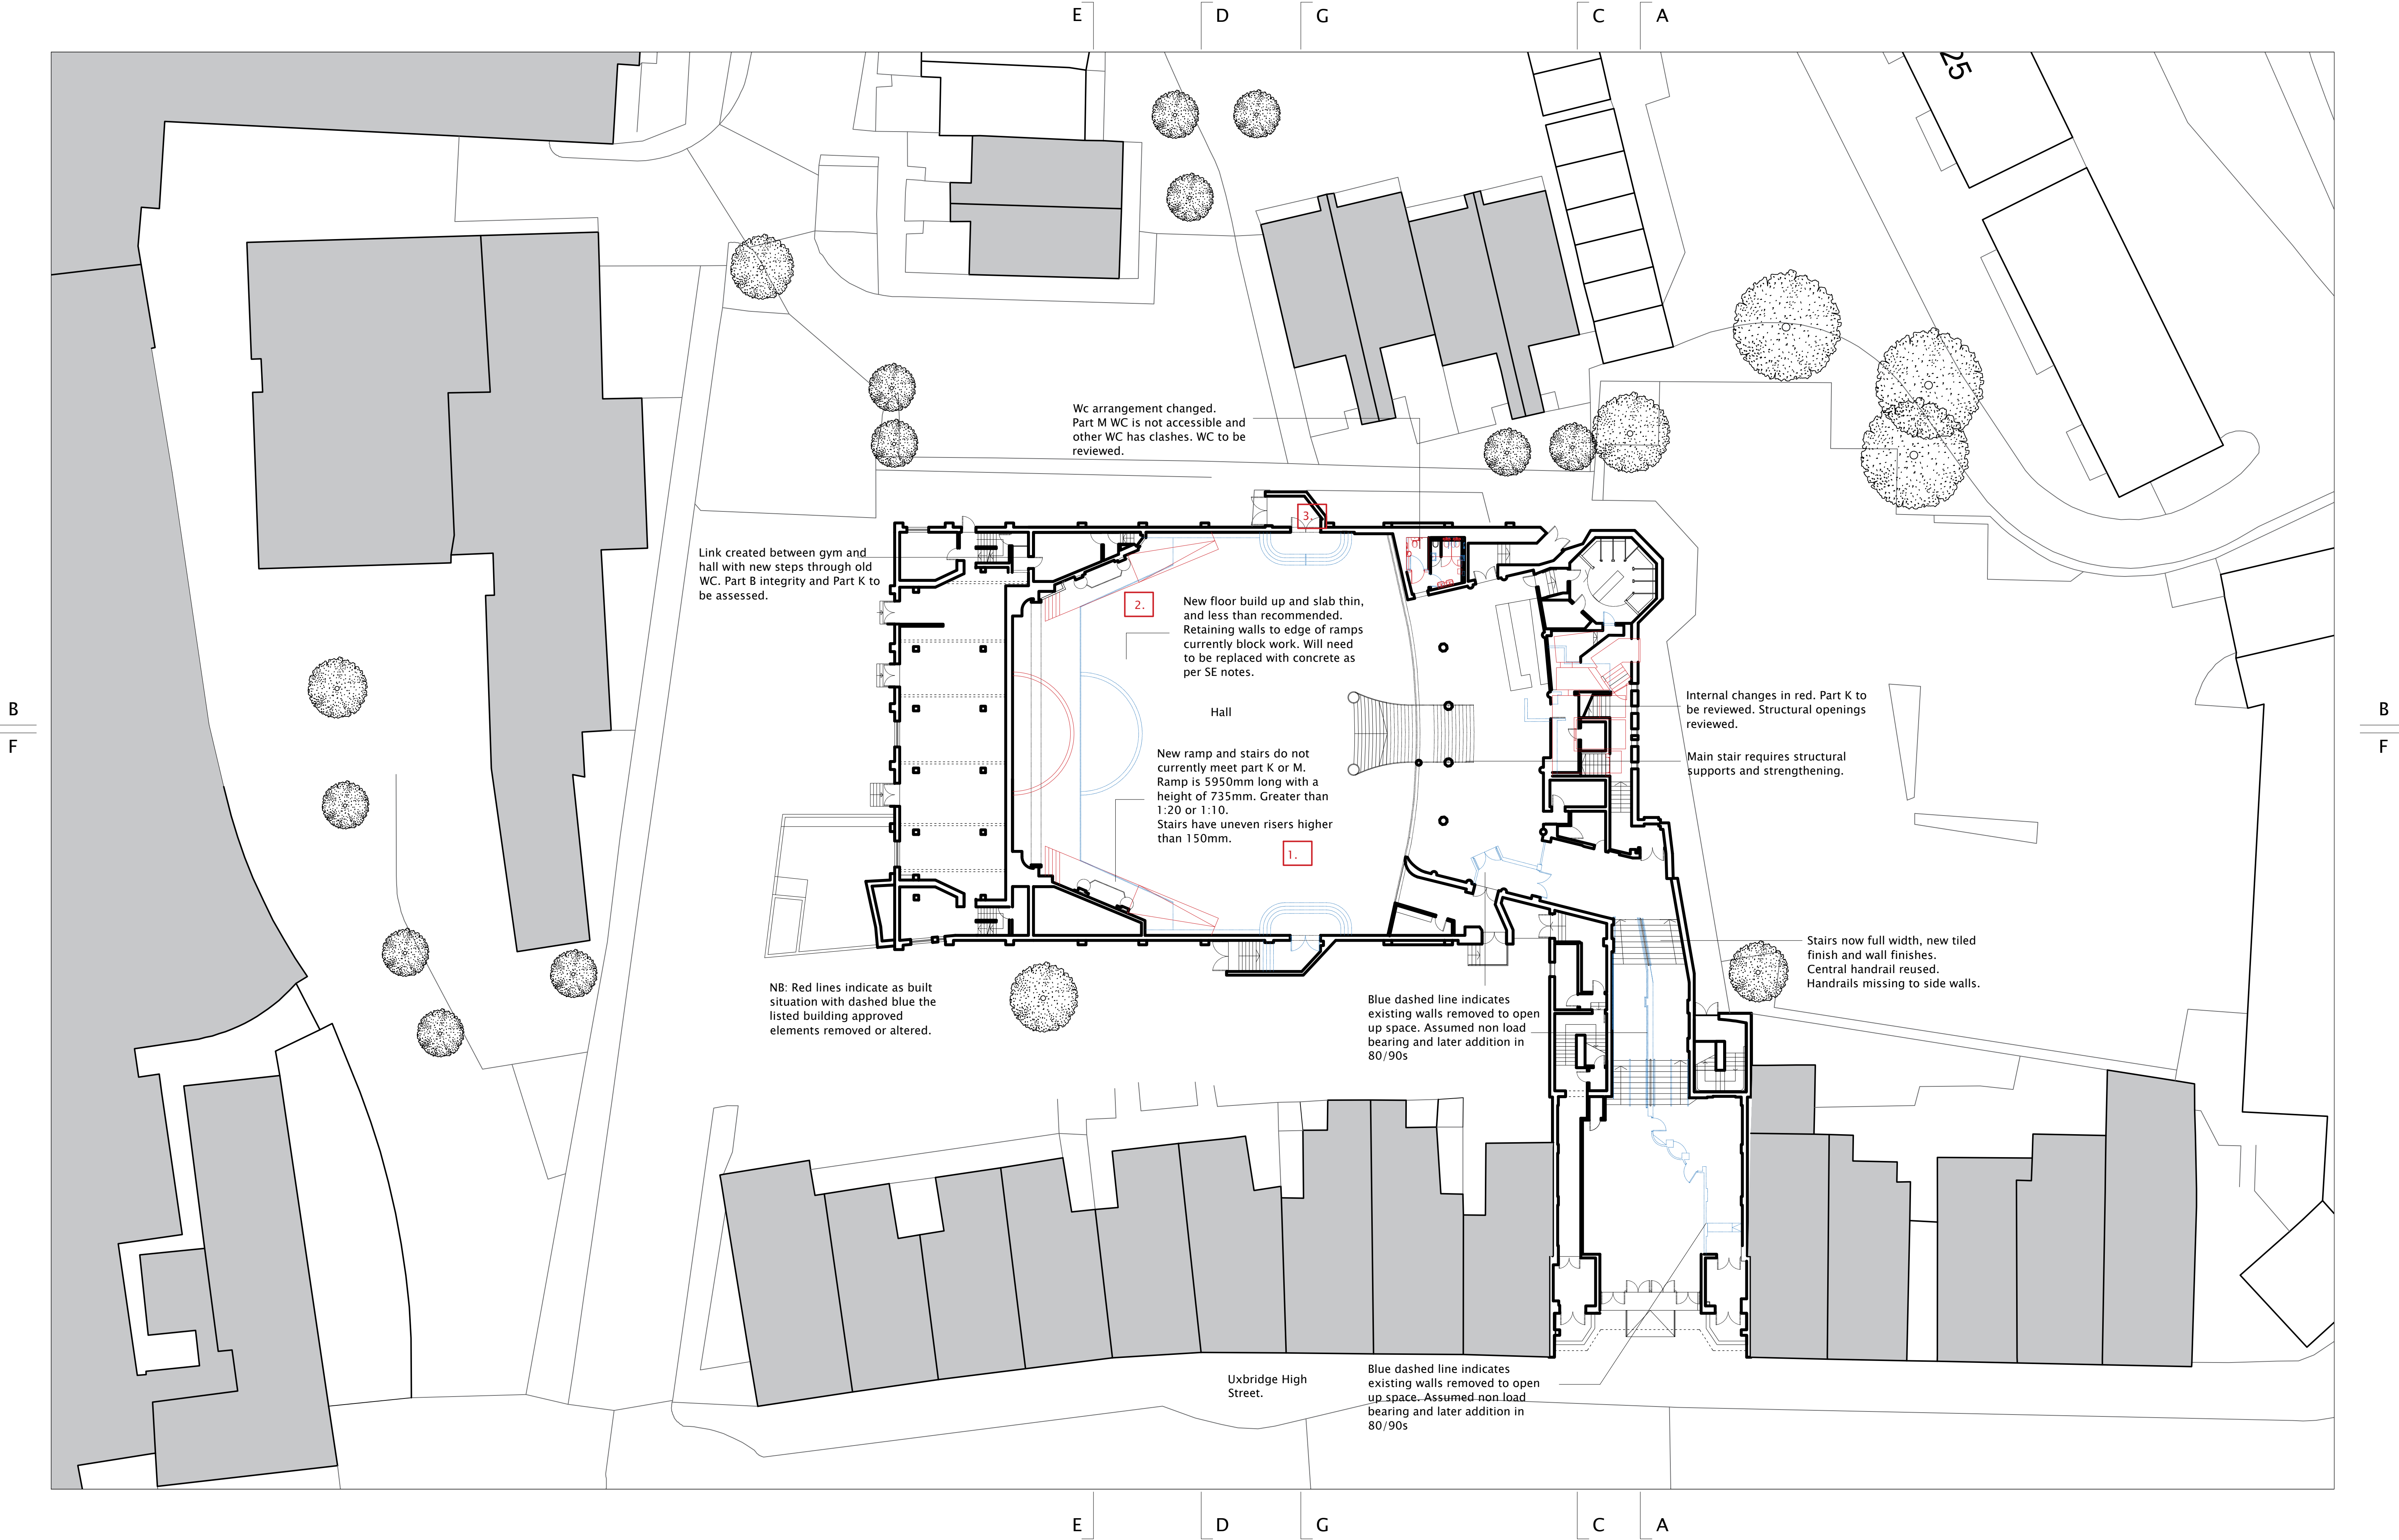 E
D
G
C
A
25
Wc arrangement changed.
Part M WC is not accessible and
other WC has clashes. WC to be
reviewed.
3.
Link created between gym and
hall with new steps through old
WC. Part B integrity and Part K to
be assessed.
2.
New floor build up and slab thin,
and less than recommended.
Retaining walls to edge of ramps
currently block work. Will need
to be replaced with concrete as
per SE notes.
Internal changes in red. Part K to
be reviewed. Structural openings
reviewed.
B
F
Hall
B
F
New ramp and stairs do not
currently meet part K or M.
Ramp is 5950mm long with a
height of 735mm. Greater than
1:20 or 1:10.
Stairs have uneven risers higher
than 150mm.
Main stair requires structural
supports and strengthening.
1.
Stairs now full width, new tiled
finish and wall finishes.
Central handrail reused.
Handrails missing to side walls.
NB: Red lines indicate as built
situation with dashed blue the
listed building approved
elements removed or altered.
Blue dashed line indicates
existing walls removed to open
up space. Assumed non load
bearing and later addition in
80/90s
Uxbridge High
Street.
Blue dashed line indicates
existing walls removed to open
up space. Assumed non load
bearing and later addition in
80/90s
E
D
G
C
A